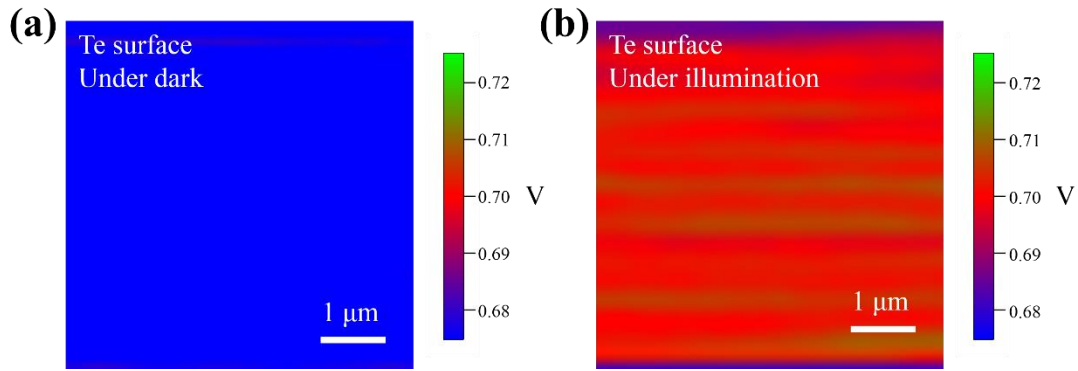 (a)
Te surface
Under dark
1 μm
0.72
0.71
0.70
0.69
0.68
V
(b)
Te surface
Under illumination
1 μm
0.72
0.71
0.70
0.69
0.68
V